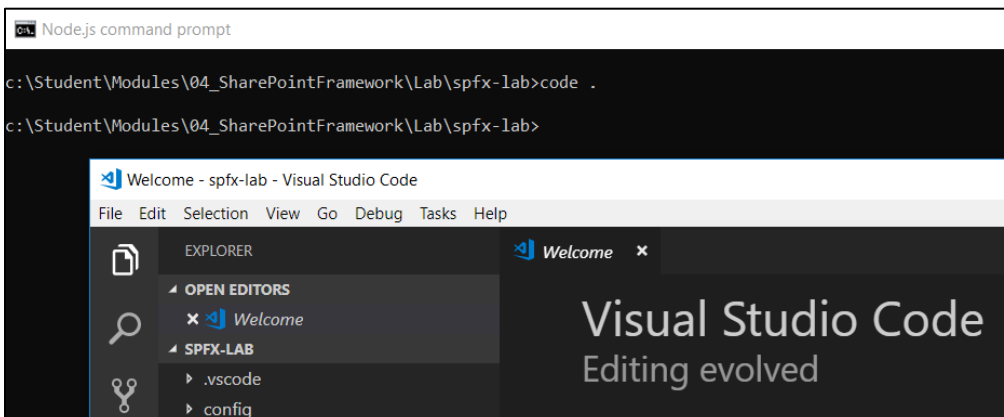 Node.js command prompt
c:\Student\Modules\04_SharePointFramework\Lab\spfx-lab>code .
c:\Student\Modules\04_SharePointFramework\Lab\spfx-lab>
Welcome - spfx-lab - Visual Studio Code
File Edit Selection View Go Debug Tasks Help
EXPLORER
OPEN EDITORS
Welcome
SPFX-LAB
.vscode
config
Welcome
Visual Studio Code
Editing evolved